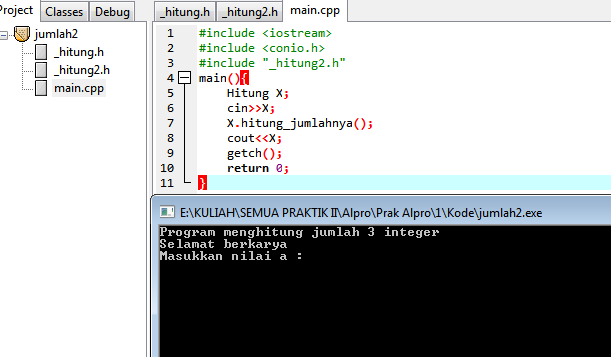 Project Classes Debug
jumlah2
_hitung.h
_hitung2.h
main.cpp
_hitung.h _hitung2.h main.cpp
1 #include <iostream>
2 #include <conio.h>
3 #include "_hitung2.h"
4 main(){
5 Hitung X;
6 cin>>X;
7 X.hitung_jumlahnya();
8 cout<<X;
9 getch();
10 return 0;
11 }
E:\KULIAH\SEMUA PRAKTIK II\Alpro\Prak Alpro\1\Kode\jumlah2.exe
Program menghitung jumlah 3 integer
Selamat berkarya
Masukkan nilai a :